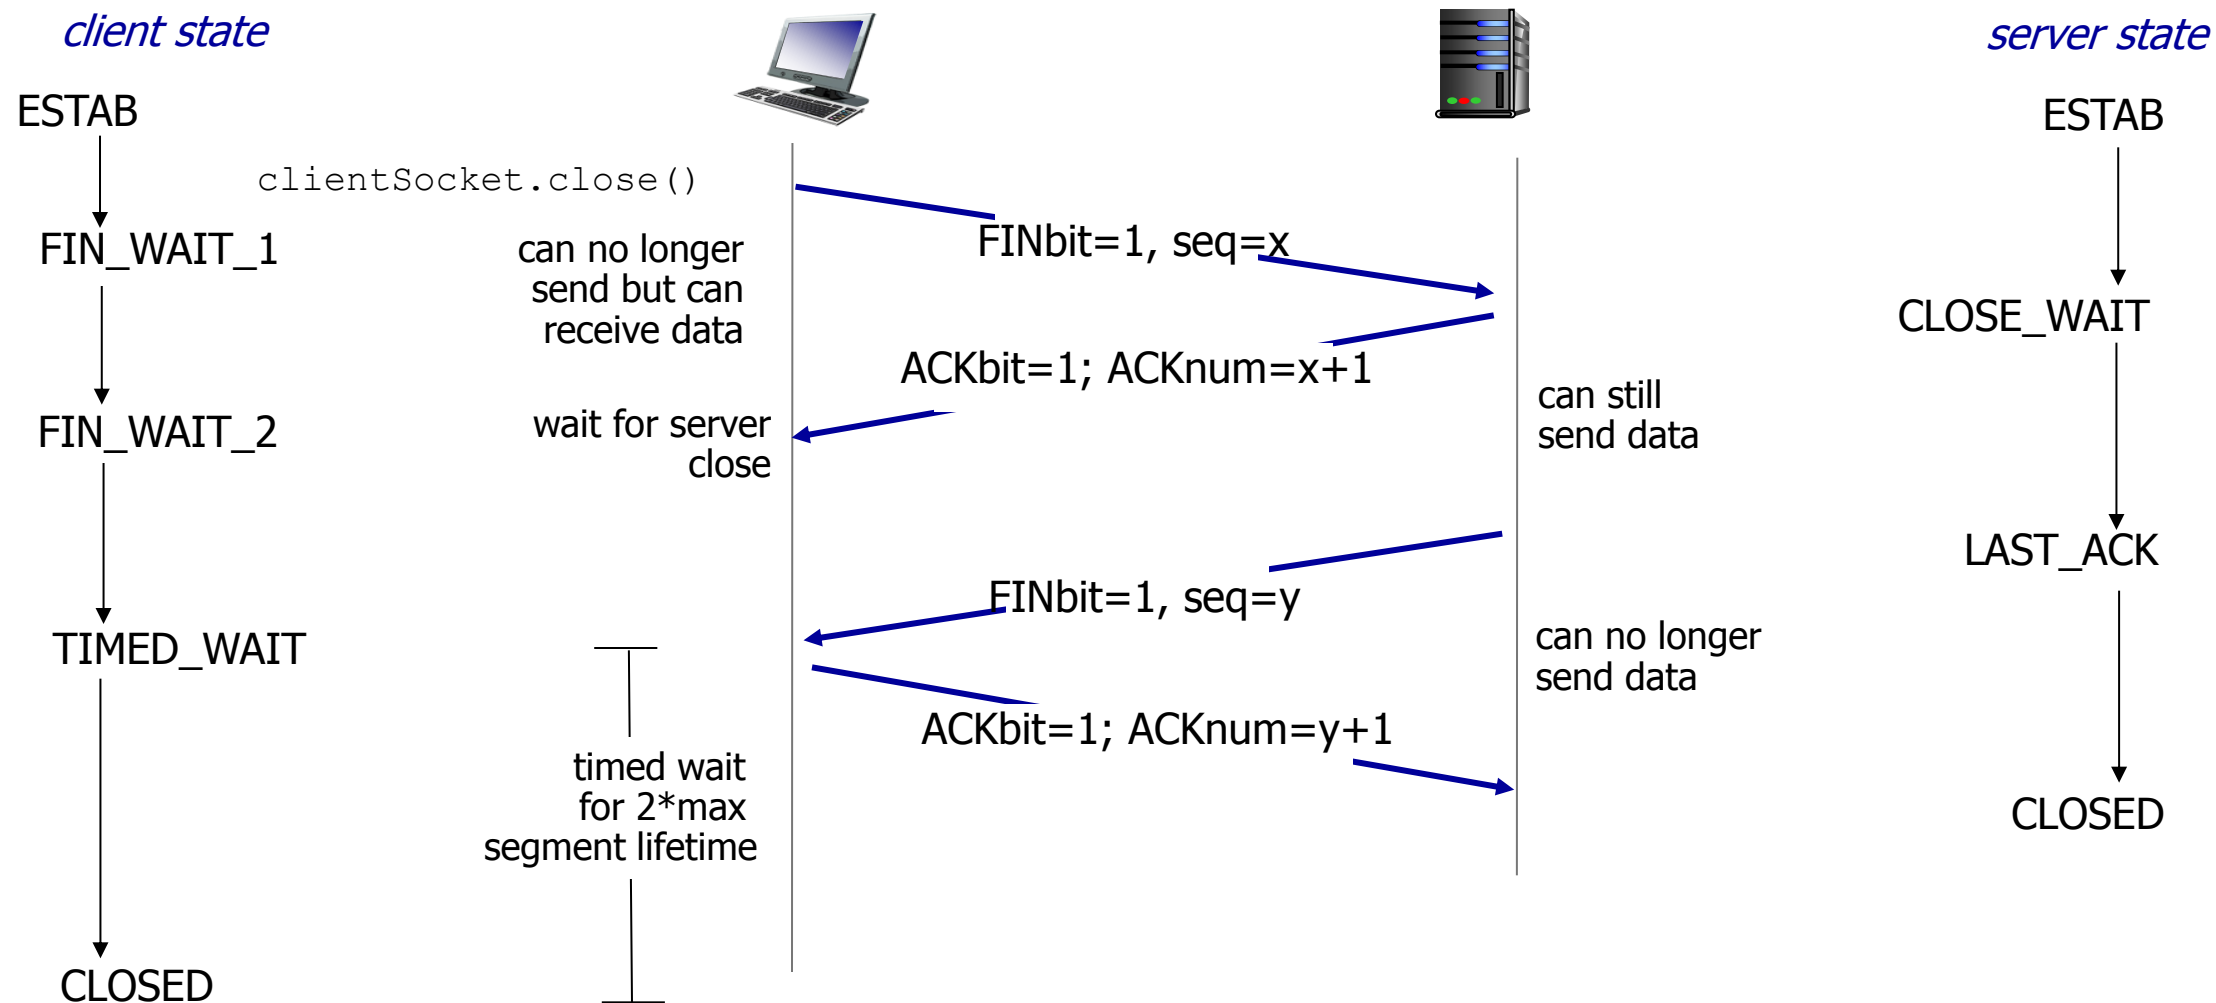 client state
server state
ESTAB
ESTAB
clientSocket.close()
FIN_WAIT_1
can no longer
send but can
receive data
FINbit=1, seq=x
CLOSE_WAIT
ACKbit=1; ACKnum=x+1
can still
send data
FIN_WAIT_2
wait for server
close
LAST_ACK
FINbit=1, seq=y
TIMED_WAIT
can no longer
send data
ACKbit=1; ACKnum=y+1
timed wait
for 2*max
segment lifetime
CLOSED
CLOSED